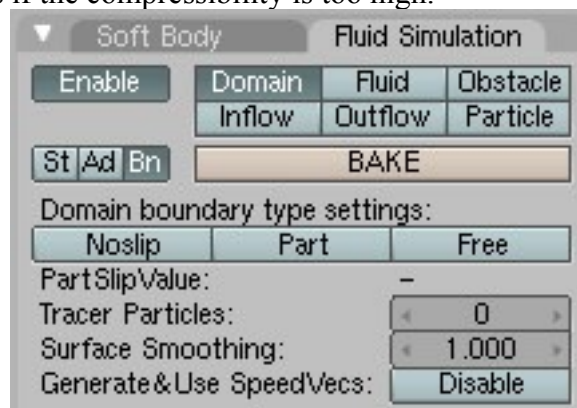 if the compressibility is too high.
Soft Body Fluid Simulation
Enable Domain Fluid Obstacle
Inflow Outflow Particle
St Ad Bn BAKE
Domain boundary type settings:
Noslip Part Free
PartSlipValue: –
Tracer Particles: 0
Surface Smoothing: 1.000
Generate&Use SpeedVecs: Disable